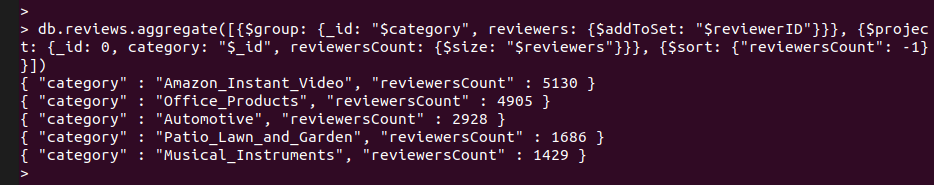 >
> db.reviews.aggregate([{$group: {_id: "$category", reviewers: {$addToSet: "$reviewerID"}}}, {$projec
t: {_id: 0, category: "$_id", reviewersCount: {$size: "$reviewers"}}}, {$sort: {"reviewersCount": -1}
}])
{ "category" : "Amazon_Instant_Video", "reviewersCount" : 5130 }
{ "category" : "Office_Products", "reviewersCount" : 4905 }
{ "category" : "Automotive", "reviewersCount" : 2928 }
{ "category" : "Patio_Lawn_and_Garden", "reviewersCount" : 1686 }
{ "category" : "Musical_Instruments", "reviewersCount" : 1429 }
>